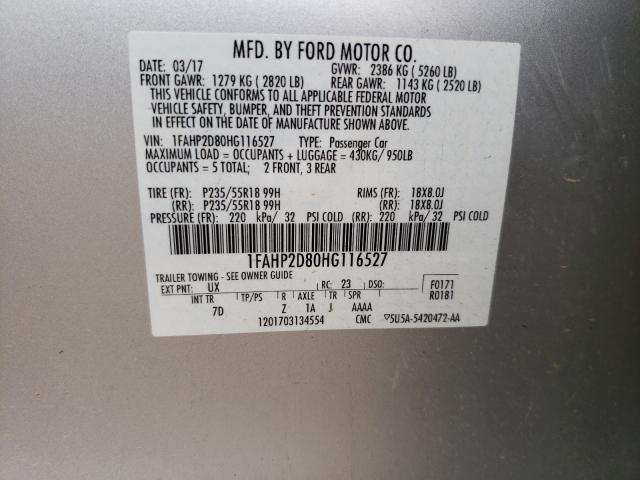 MFD. BY FORD MOTOR CO.
DATE: 03/17 GVWR: 2386 KG ( 5260 LB)
FRONT GAWR: 1279 KG ( 2820 LB) REAR GAWR: 1143 KG ( 2520 LB)
THIS VEHICLE CONFORMS TO ALL APPLICABLE FEDERAL MOTOR
VEHICLE SAFETY, BUMPER, AND THEFT PREVENTION STANDARDS IN
EFFECT ON THE DATE OF MANUFACTURE SHOWN ABOVE.
VIN: 1FAHP2D80HG116527 TYPE: Passenger Car
MAXIMUM LOAD = OCCUPANTS + LUGGAGE = 430KG/ 950LB
OCCUPANTS = 5 TOTAL; 2 FRONT, 3 REAR
TIRE (FR): P235/55R18 99H RIMS (FR): 18X8.0J
(RR): P235/55R18 99H (RR): 18X8.0J
PRESSURE (FR): 220 kPa/ 32 PSI COLD (RR): 220 kPa/ 32 PSI COLD
1FAHP2D80HG116527
TRAILER TOWING - SEE OWNER GUIDE
EXT PNT: UX RC: 23 DSO: F0171
INT TR TP/PS R AXLE TR SPR R0181
7D Z 1A J AAAA
1201703134554 CMC ▽5U5A-5420472-AA